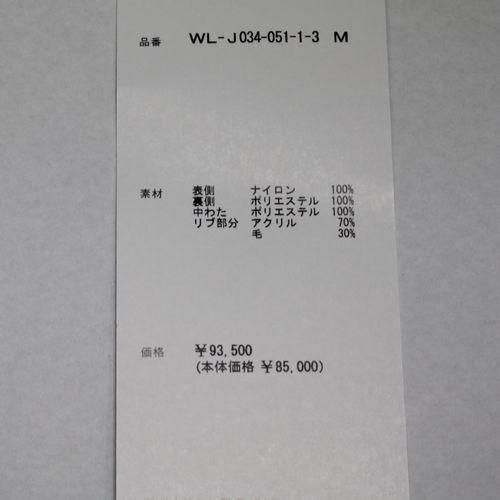 品番 WL-J034-051-1-3 M
素材 表側 ナイロン 100%
裏側 ポリエステル 100%
中わた ポリエステル 100%
リブ部分 アクリル 70%
毛 30%
価格 ¥93,500
(本体価格 ¥85,000)